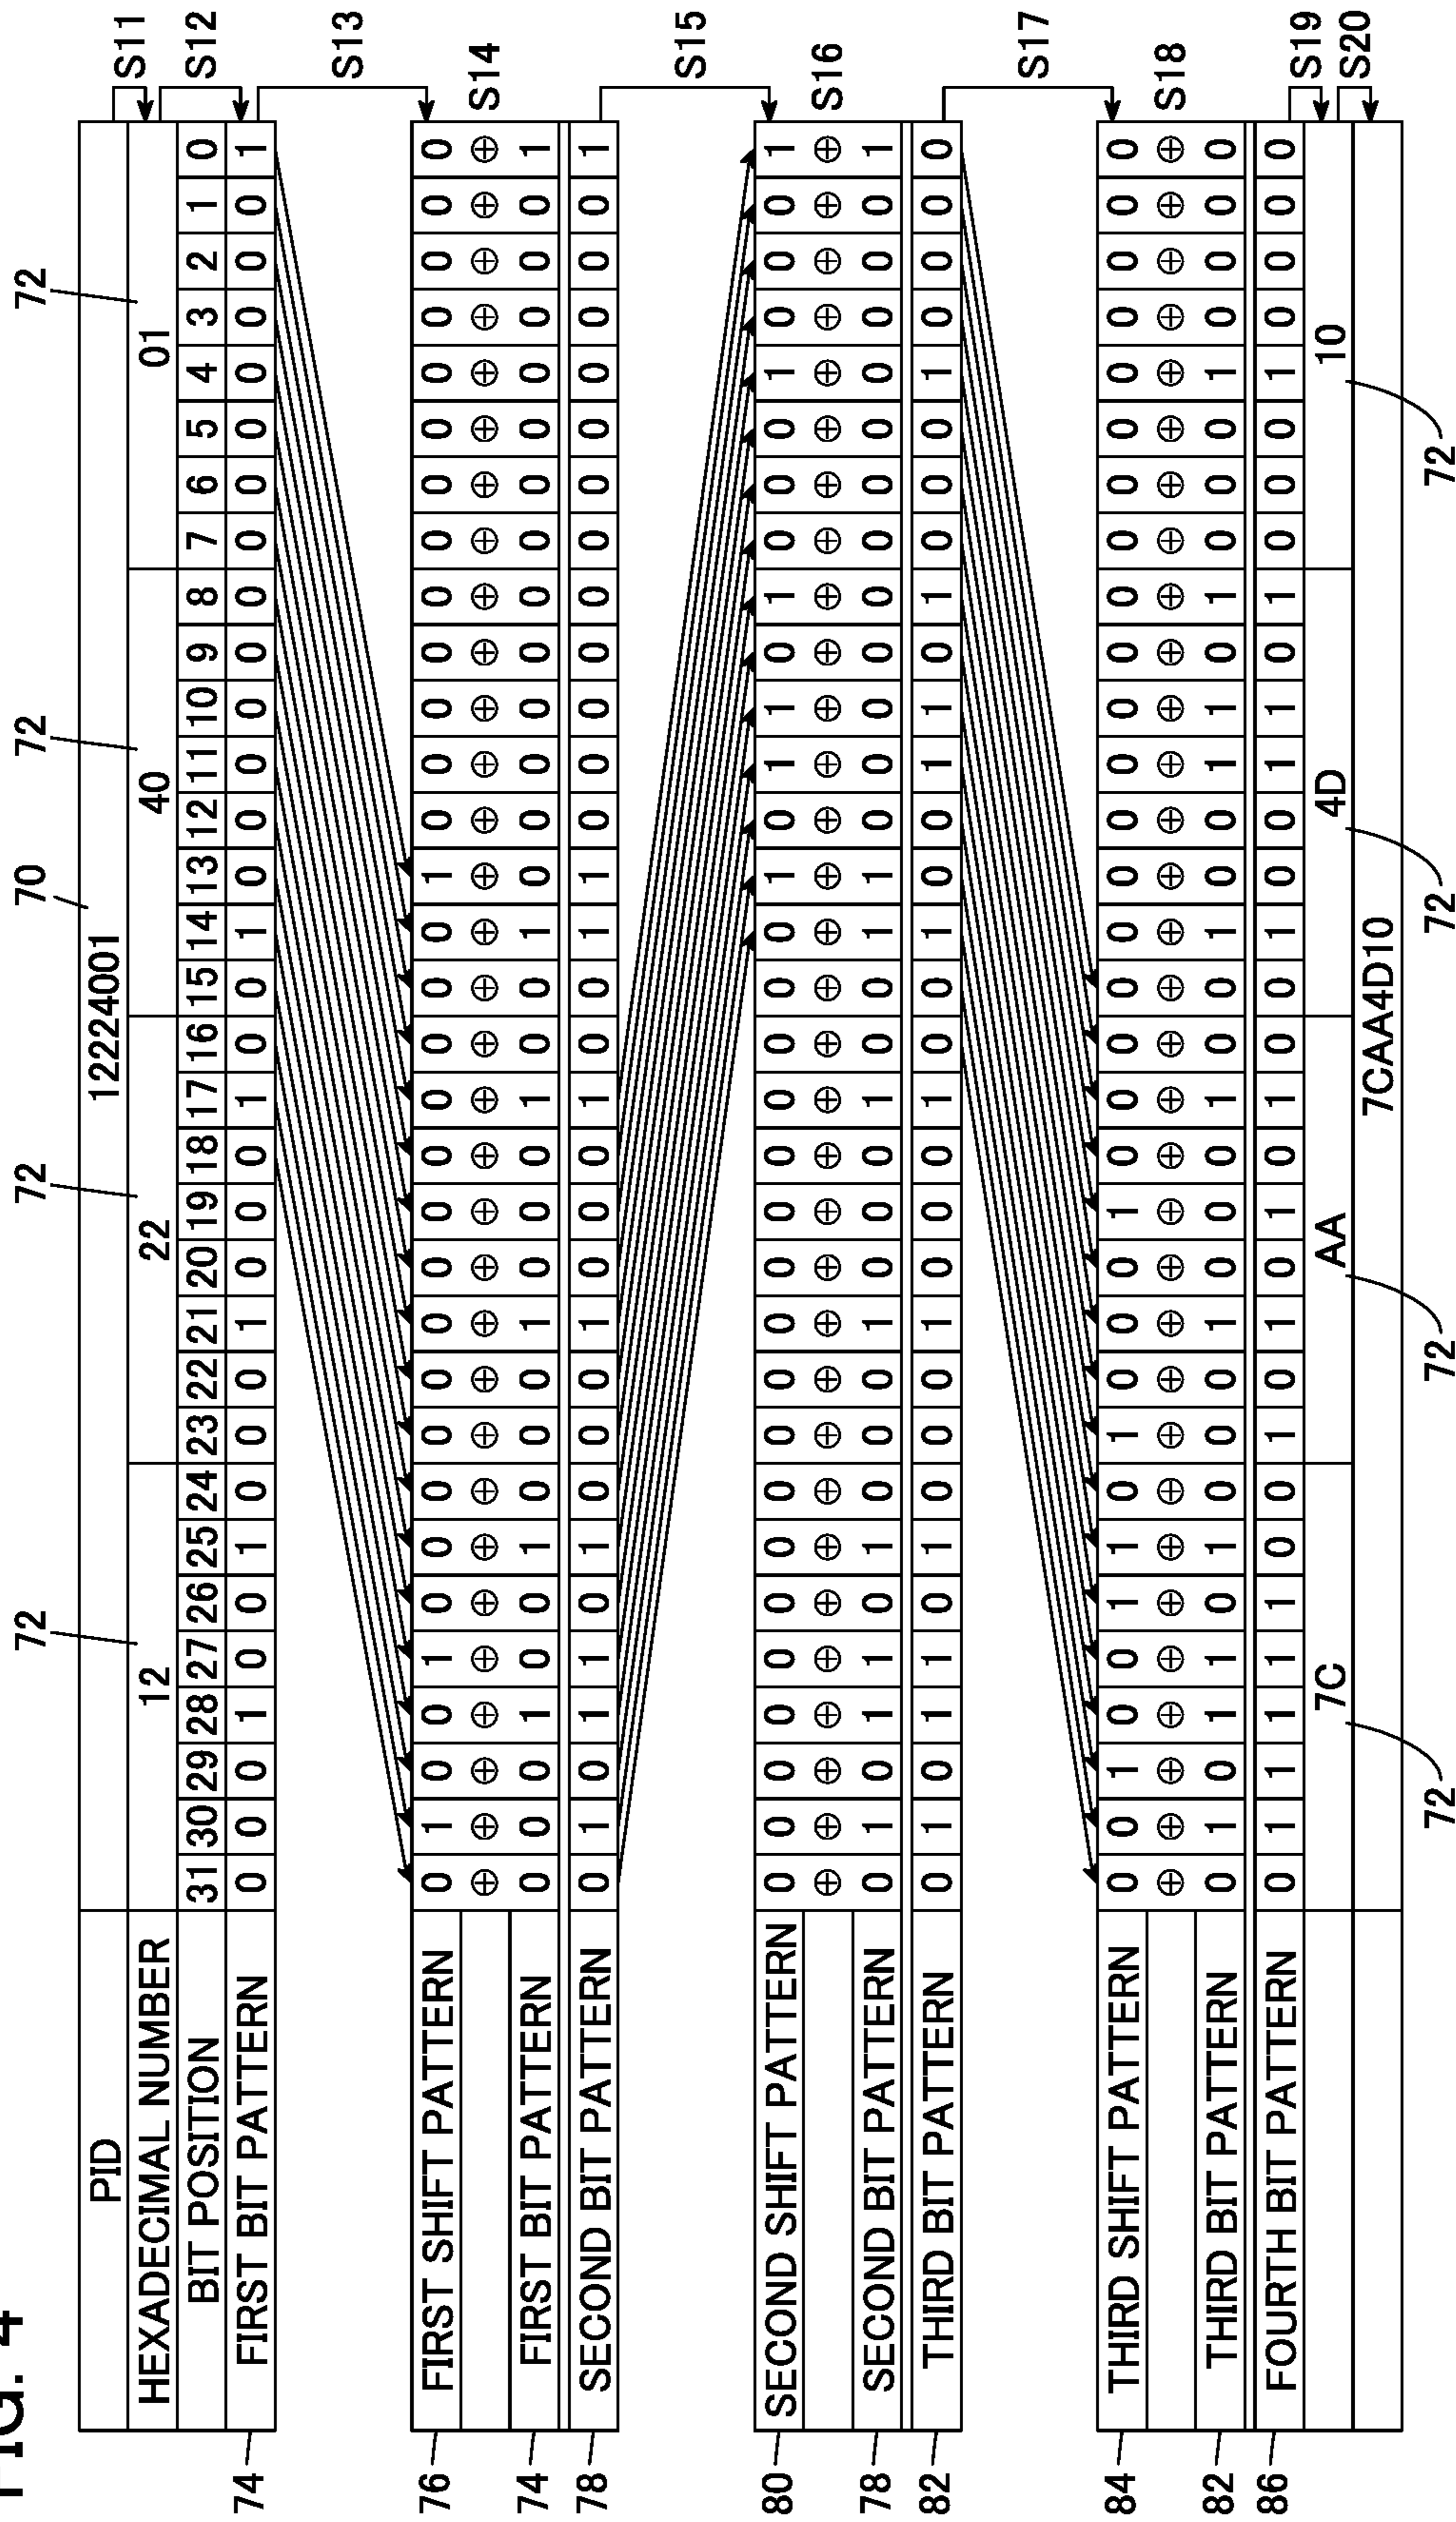 FIG. 4
70
72 72 72 72
PID 12224001
S11
HEXADECIMAL NUMBER 12 22 40 01
S12
BIT POSITION 31 30 29 28 27 26 25 24 23 22 21 20 19 18 17 16 15 14 13 12 11 10 9 8 7 6 5 4 3 2 1 0
74 FIRST BIT PATTERN 0 0 0 1 0 0 1 0 0 0 1 0 0 0 1 0 0 1 0 0 0 0 0 0 0 0 0 0 0 0 0 1
S13
76 FIRST SHIFT PATTERN 0 1 0 0 1 0 0 0 0 0 0 0 0 0 0 0 0 0 1 0 0 0 0 0 0 0 0 0 0 0 0 0
⊕ ⊕ ⊕ ⊕ ⊕ ⊕ ⊕ ⊕ ⊕ ⊕ ⊕ ⊕ ⊕ ⊕ ⊕ ⊕ ⊕ ⊕ ⊕ ⊕ ⊕ ⊕ ⊕ ⊕ ⊕ ⊕ ⊕ ⊕ ⊕ ⊕ ⊕ ⊕ S14
74 FIRST BIT PATTERN 0 0 0 1 0 0 1 0 0 0 1 0 0 0 1 0 0 1 0 0 0 0 0 0 0 0 0 0 0 0 0 1
78 SECOND BIT PATTERN 0 1 0 1 1 0 1 0 0 0 1 0 0 0 1 0 0 1 1 0 0 0 0 0 0 0 0 0 0 0 0 1
S15
80 SECOND SHIFT PATTERN 0 0 0 0 0 0 0 0 0 0 0 0 0 0 0 0 0 0 1 0 1 1 0 1 0 0 0 1 0 0 0 1
⊕ ⊕ ⊕ ⊕ ⊕ ⊕ ⊕ ⊕ ⊕ ⊕ ⊕ ⊕ ⊕ ⊕ ⊕ ⊕ ⊕ ⊕ ⊕ ⊕ ⊕ ⊕ ⊕ ⊕ ⊕ ⊕ ⊕ ⊕ ⊕ ⊕ ⊕ ⊕ S16
78 SECOND BIT PATTERN 0 1 0 1 1 0 1 0 0 0 1 0 0 0 1 0 0 1 1 0 0 0 0 0 0 0 0 0 0 0 0 1
82 THIRD BIT PATTERN 0 1 0 1 1 0 1 0 0 0 1 0 0 0 1 0 0 1 0 0 1 1 0 1 0 0 0 1 0 0 0 0
S17
84 THIRD SHIFT PATTERN 0 0 1 0 0 1 1 0 1 0 0 0 1 0 0 0 0 0 0 0 0 0 0 0 0 0 0 0 0 0 0 0
⊕ ⊕ ⊕ ⊕ ⊕ ⊕ ⊕ ⊕ ⊕ ⊕ ⊕ ⊕ ⊕ ⊕ ⊕ ⊕ ⊕ ⊕ ⊕ ⊕ ⊕ ⊕ ⊕ ⊕ ⊕ ⊕ ⊕ ⊕ ⊕ ⊕ ⊕ ⊕ S18
82 THIRD BIT PATTERN 0 1 0 1 1 0 1 0 0 0 1 0 0 0 1 0 0 1 0 0 1 1 0 1 0 0 0 1 0 0 0 0
86 FOURTH BIT PATTERN 0 1 1 1 1 1 0 0 1 0 1 0 1 0 1 0 0 1 0 0 1 1 0 1 0 0 0 1 0 0 0 0
S19
7C AA 4D 10
S20
7CAA4D10
72 72 72 72